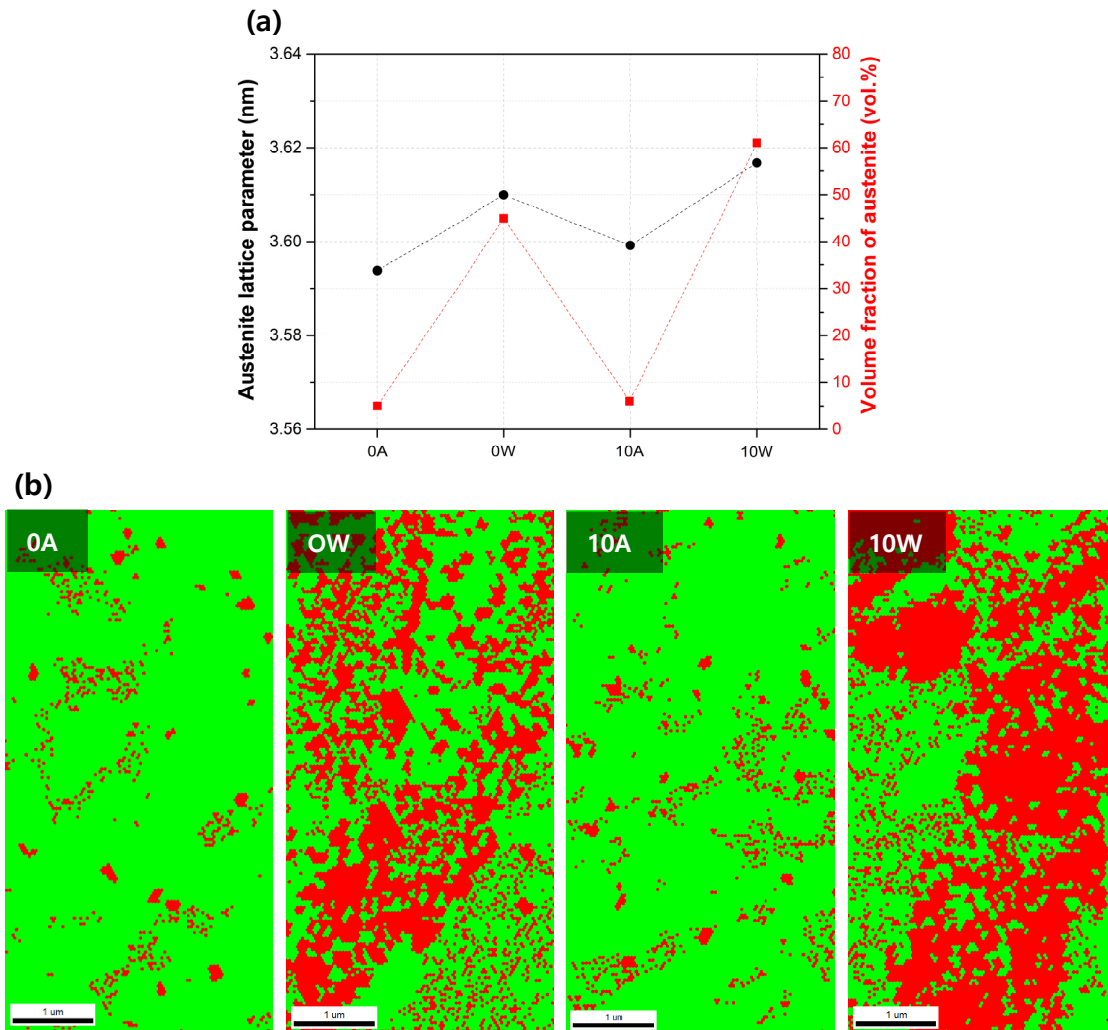 (a)
Austenite lattice parameter (nm)
3.64
3.62
3.60
3.58
3.56
80
70
60
50
40
30
20
10
0
Volume fraction of austenite (vol.%)
0A
0W
10A
10W
(b)
0A
OW
10A
10W
1 um
1 um
1 um
1 um